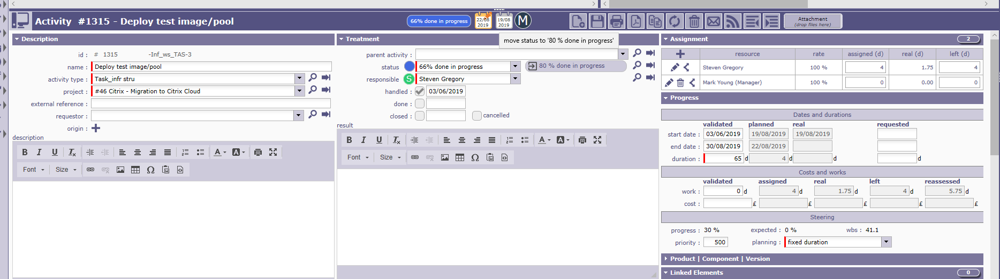 Activity #1315 - Deploy test image/pool
66% done in progress
22/08
2019
19/08
2019
M
Attachment
(drop files here)
move status to '80 % done in progress'
Description
id : # 1315 -Inf_ws_TAS-3
name : Deploy test image/pool
activity type : Task_infr stru
project : #46 Citrix - Migration to Citrix Cloud
external reference :
requestor :
origin :
description
B I U Tx
A A
Font Size
Treatment
parent activity :
status 66% done in progress 80 % done in progress
responsible S Steven Gregory
handled : 03/06/2019
done :
closed : cancelled
result
B I U Tx
A A
Font Size
Assignment 2
resource rate assigned (d) real (d) left (d)
Steven Gregory 100 % 4 1.75 4
Mark Young (Manager) 100 % 0 0.00 0
Progress
Dates and durations
validated planned real requested
start date : 03/06/2019 19/08/2019 19/08/2019
end date : 30/08/2019 22/08/2019
duration : 65 d 4 d d d
Costs and works
validated assigned real left reassessed
work : 0 d 4 d 1.75 d 4 d 5.75 d
cost : £ £ £ £ £
Steering
progress : 30 % expected : 0 % wbs : 41.1
priority : 500 planning : fixed duration
Product | Component | Version
Linked Elements 0